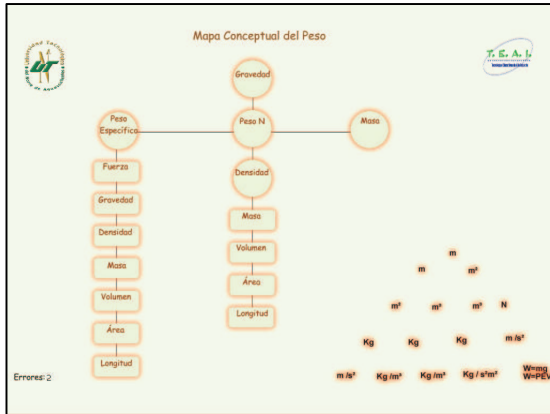 Mapa Conceptual del Peso
Gravedad
Peso
Específico
Peso N
Masa
Fuerza
Densidad
Gravedad
Masa
Densidad
Volumen
Masa
Área
Volumen
Longitud
Área
Longitud
m
m
m²
m²
m³
m³
N
Kg
Kg
Kg
m /s²
m /s²
Kg /m³
Kg /m³
Kg / s²m²
W=mg
W=PEV
Errores: 2